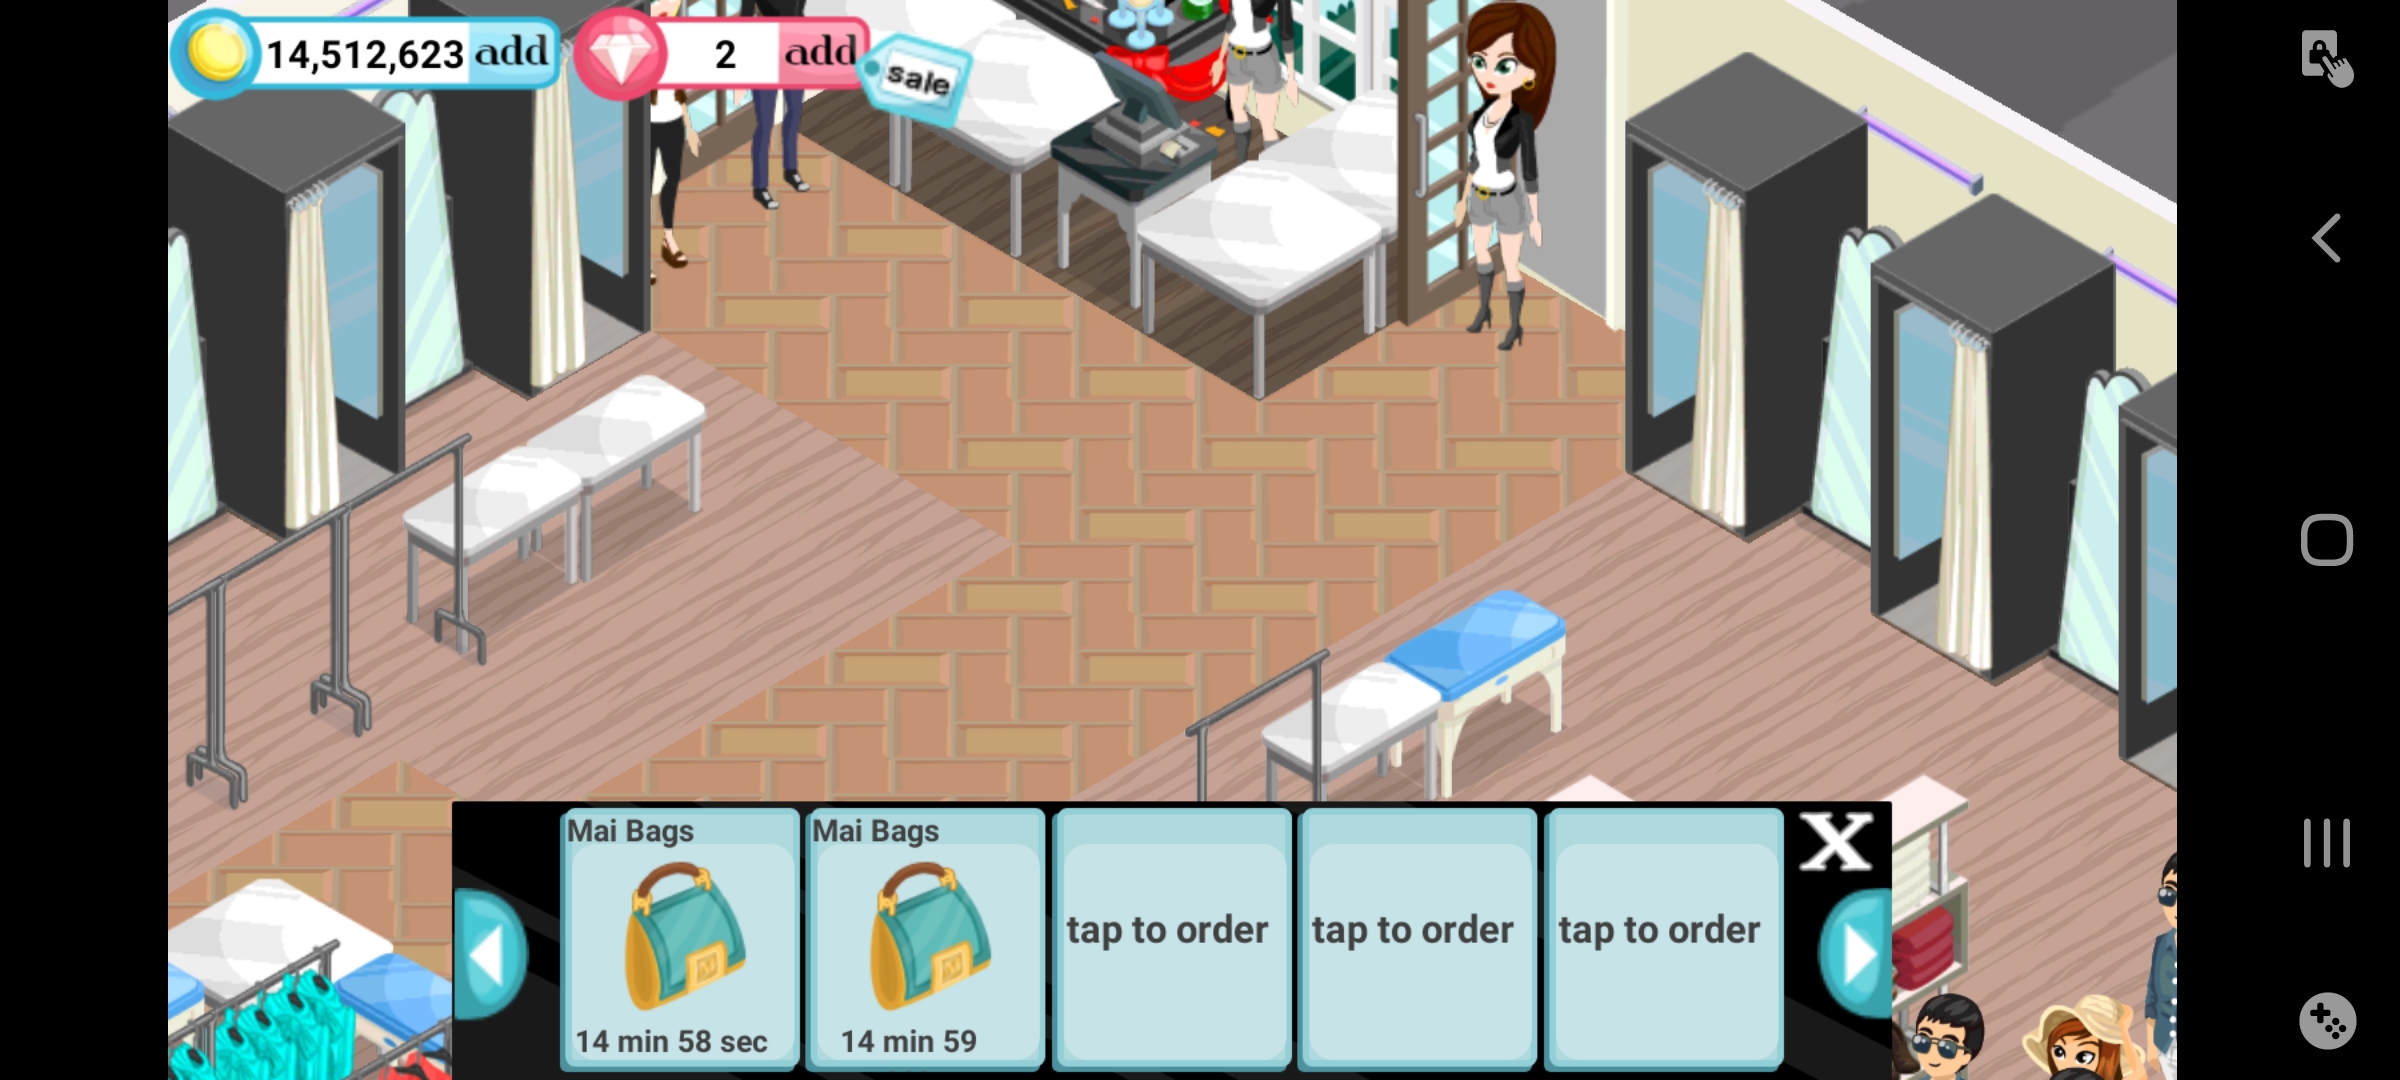 14,512,623 add
2 add
sale
Mai Bags
Mai Bags
tap to order
tap to order
tap to order
14 min 58 sec
14 min 59
X